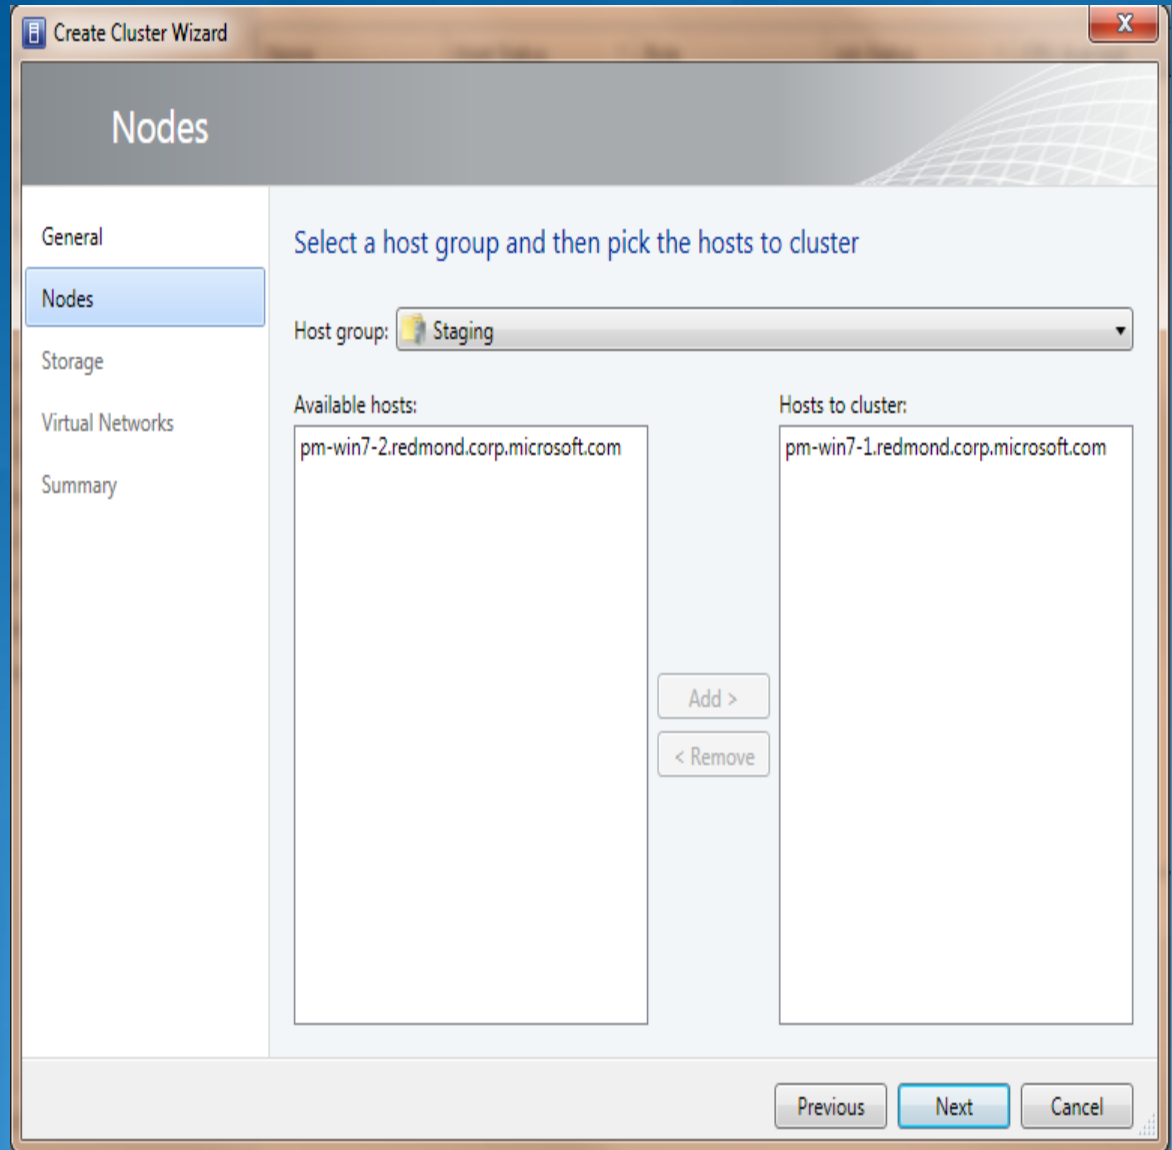 Create Cluster Wizard
X
Nodes
General
Nodes
Storage
Virtual Networks
Summary
Select a host group and then pick the hosts to cluster
Host group: Staging
Available hosts:
pm-win7-2.redmond.corp.microsoft.com
Add >
< Remove
Hosts to cluster:
pm-win7-1.redmond.corp.microsoft.com
Previous Next Cancel